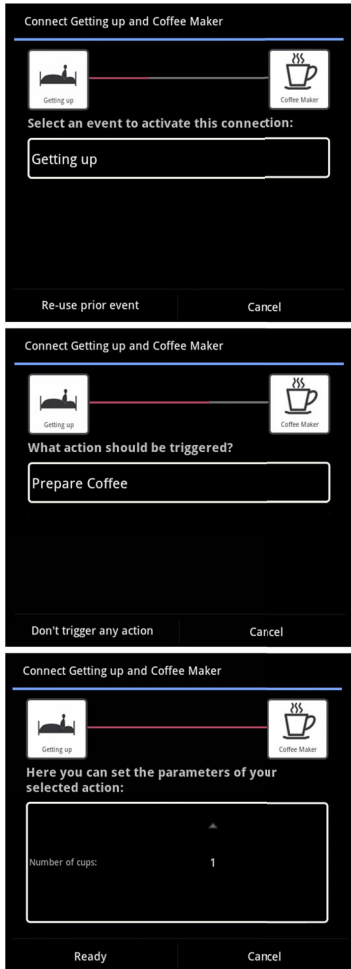 Connect Getting up and Coffee Maker
Getting up
Coffee Maker
Select an event to activate this connection:
Getting up
Re-use prior event
Cancel
Connect Getting up and Coffee Maker
Getting up
Coffee Maker
What action should be triggered?
Prepare Coffee
Don't trigger any action
Cancel
Connect Getting up and Coffee Maker
Getting up
Coffee Maker
Here you can set the parameters of your
selected action:
Number of cups:
1
Ready
Cancel